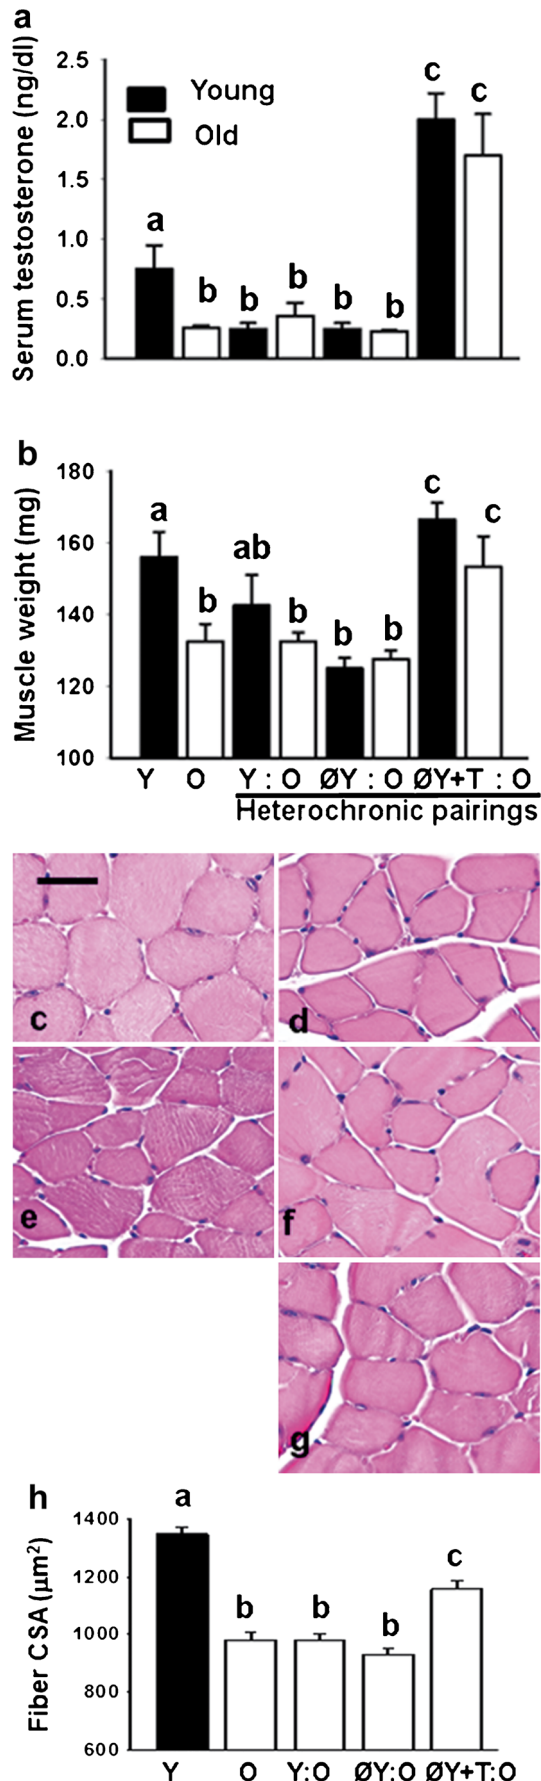 a
Serum testosterone (ng/dl)
2.5
2.0
1.5
1.0
0.5
0.0
Young
Old
a
b
b
b
b
b
c
c
b
Muscle weight (mg)
180
160
140
120
100
a
b
ab
b
b
b
c
c
Y O Y : O ØY : O ØY+T : O
Heterochronic pairings
c
d
e
f
g
h
Fiber CSA (µm²)
1400
1200
1000
800
600
a
b
b
b
c
Y O Y:O ØY:O ØY+T:O